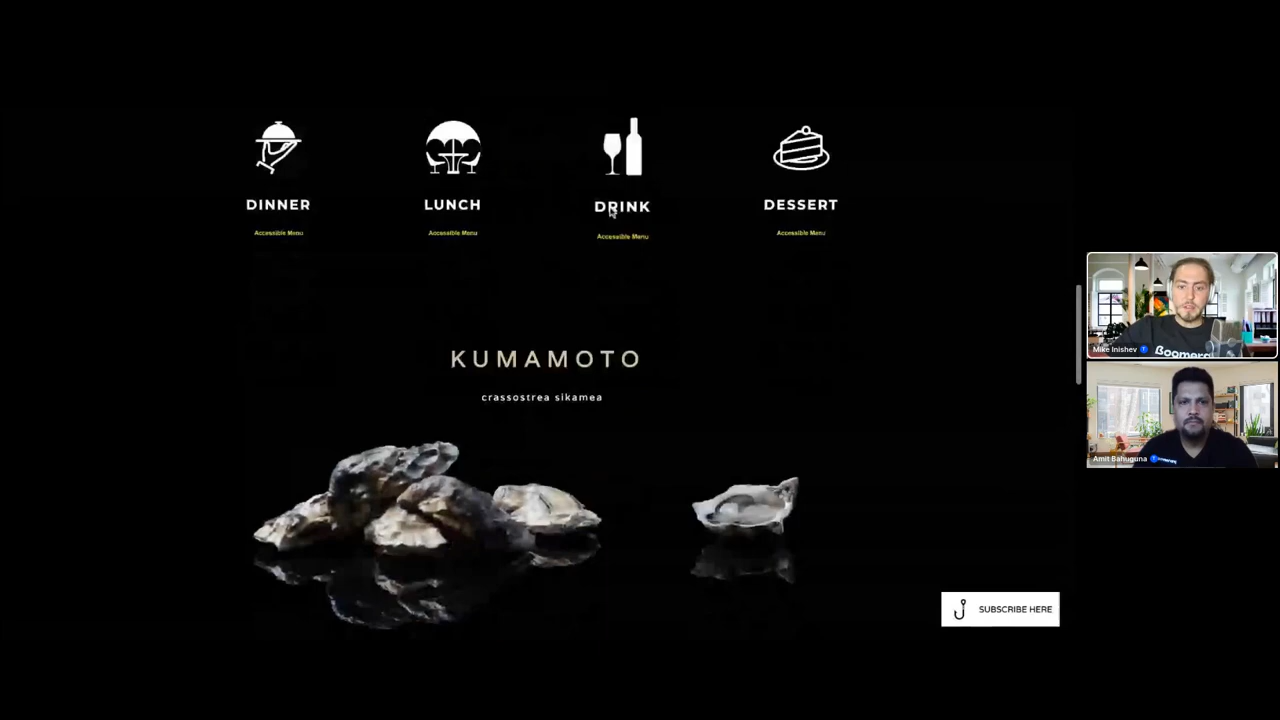 DINNER LUNCH DRINK DESSERT
Accessible Menu Accessible Menu Accessible Menu Accessible Menu
KUMAMOTO
crassostrea sikamea
SUBSCRIBE HERE
Mike Inishev
Boomerang
Amit Bahuguna